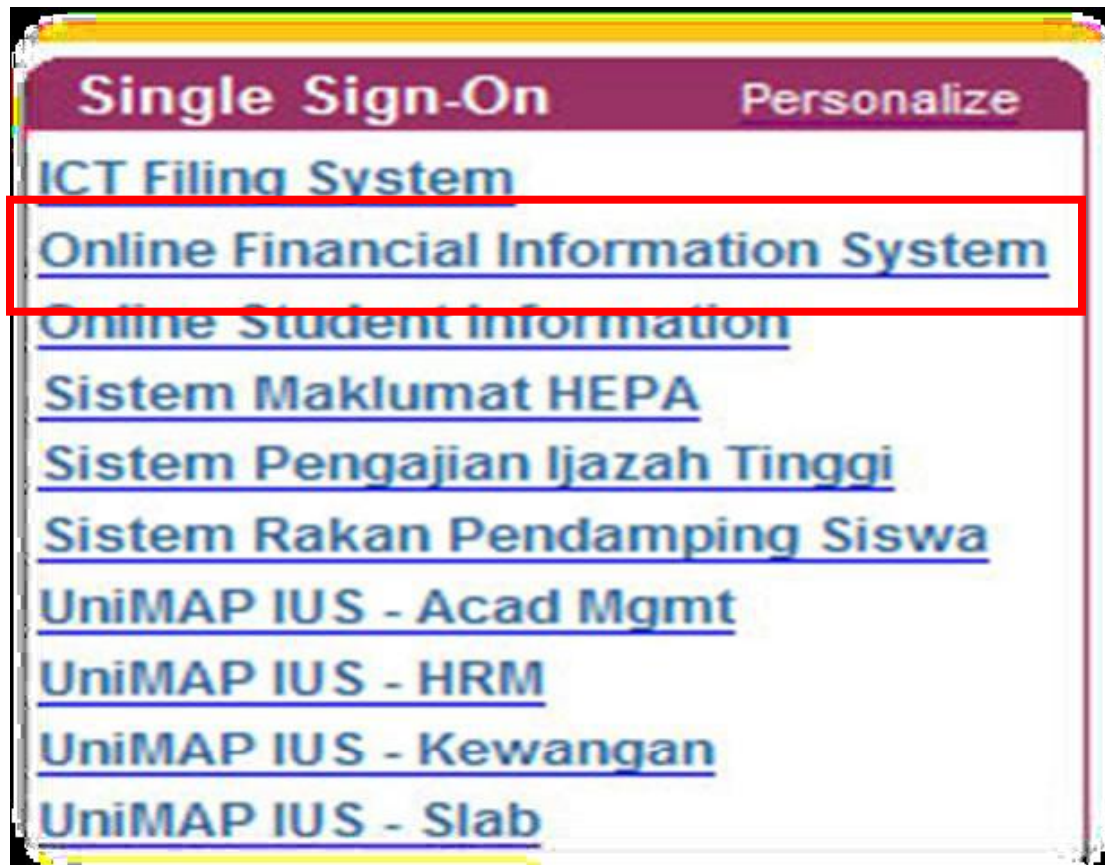 Single Sign-On Personalize
ICT Filing System
Online Financial Information System
Online Student Information
Sistem Maklumat HEPA
Sistem Pengajian Ijazah Tinggi
Sistem Rakan Pendamping Siswa
UniMAP IUS - Acad Mgmt
UniMAP IUS - HRM
UniMAP IUS - Kewangan
UniMAP IUS - Slab